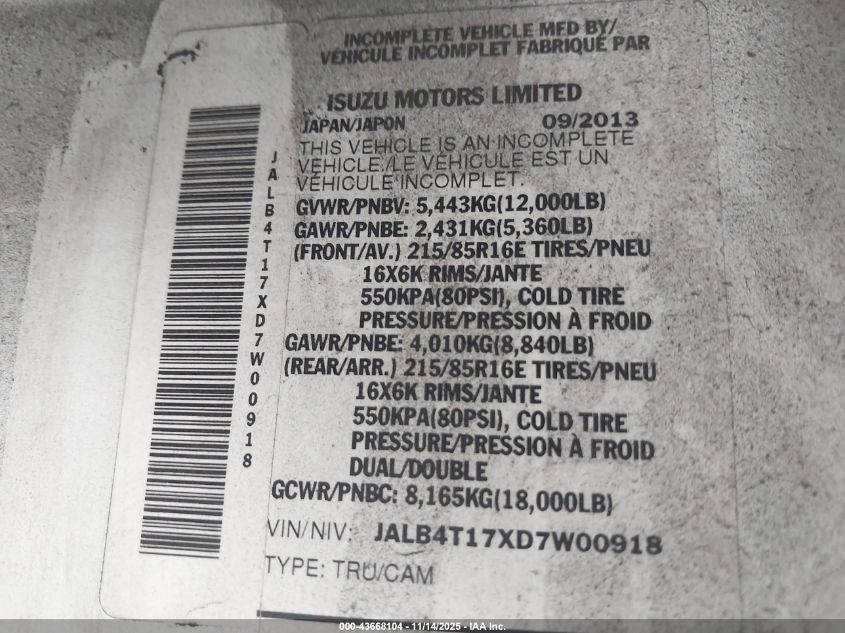 INCOMPLETE VEHICLE MFD BY/
VEHICULE INCOMPLET FABRIQUÉ PAR
ISUZU MOTORS LIMITED
JAPAN/JAPON 09/2013
THIS VEHICLE IS AN INCOMPLETE
VEHICLE./LE VÉHICULE EST UN
VÉHICULE INCOMPLET.
GVWR/PNBV: 5,443KG(12,000LB)
GAWR/PNBE: 2,431KG(5,360LB)
(FRONT/AV.) 215/85R16E TIRES/PNEU
16X6K RIMS/JANTE
550KPA(80PSI), COLD TIRE
PRESSURE/PRESSION À FROID
GAWR/PNBE: 4,010KG(8,840LB)
(REAR/ARR.) 215/85R16E TIRES/PNEU
16X6K RIMS/JANTE
550KPA(80PSI), COLD TIRE
PRESSURE/PRESSION À FROID
DUAL/DOUBLE
GCWR/PNBC: 8,165KG(18,000LB)
VIN/NIV: JALB4T17XD7W00918
TYPE: TRU/CAM
JALB4T17XD7W00918
000-43668104 - 11/14/2025 - IAA Inc.